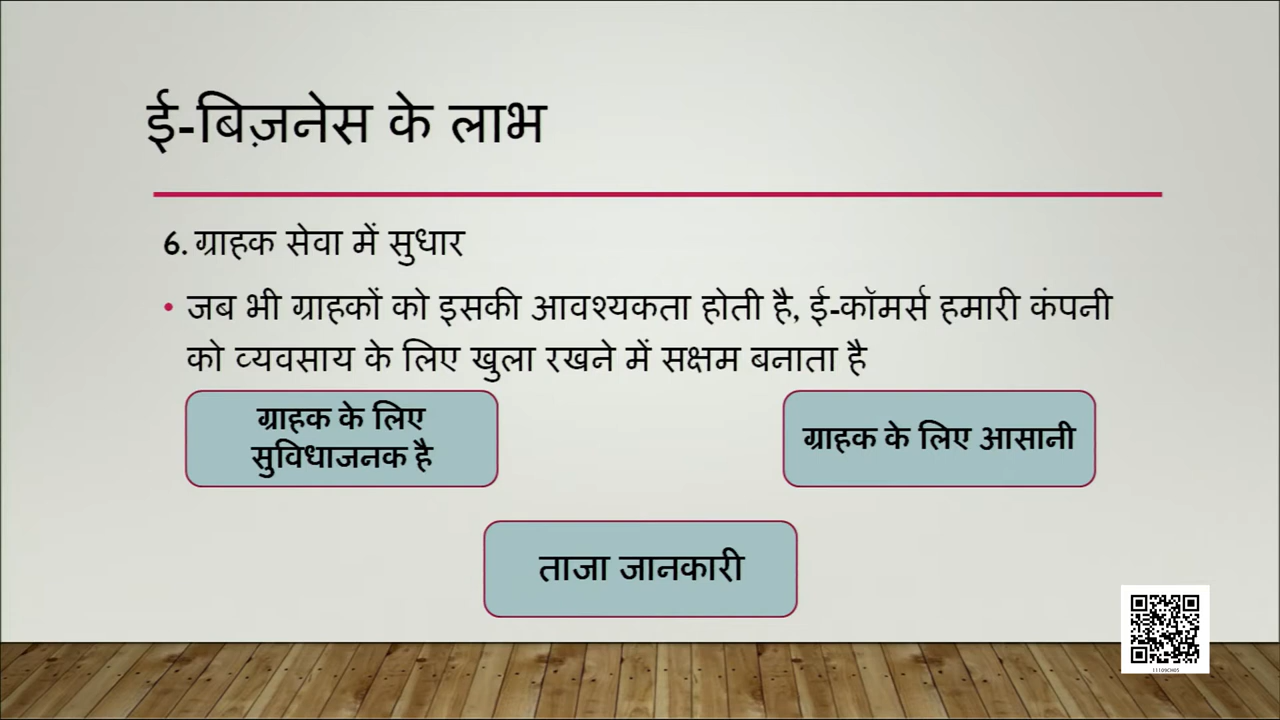 ई-बिज़नेस के लाभ
6. ग्राहक सेवा में सुधार
• जब भी ग्राहकों को इसकी आवश्यकता होती है, ई-कॉमर्स हमारी कंपनी
को व्यवसाय के लिए खुला रखने में सक्षम बनाता है
ग्राहक के लिए
सुविधाजनक है
ग्राहक के लिए आसानी
ताजा जानकारी